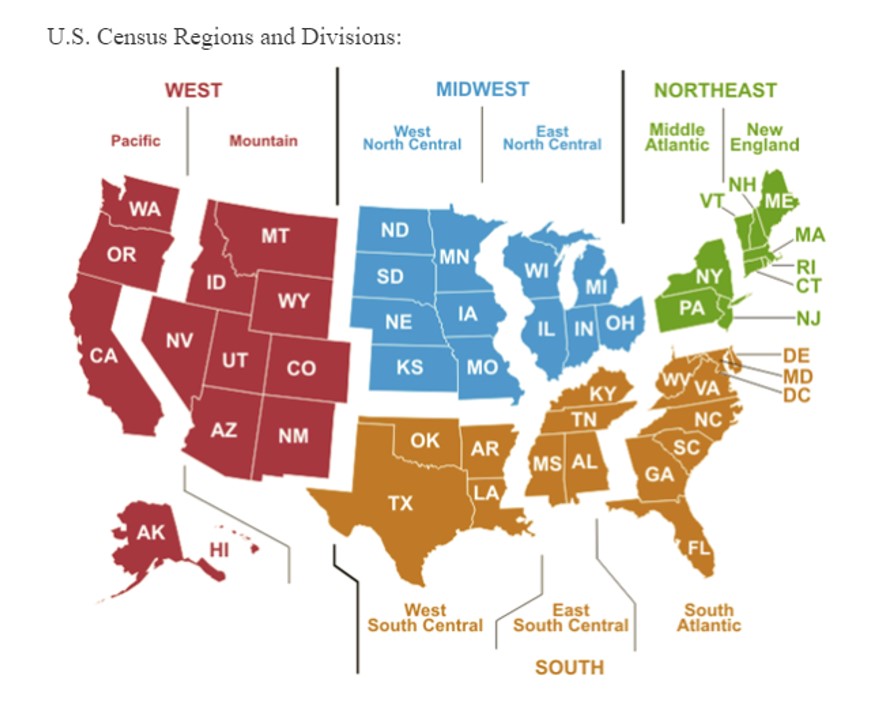 U.S. Census Regions and Divisions:
WEST
MIDWEST
NORTHEAST
Pacific
Mountain
West
North Central
East
North Central
Middle
Atlantic
New
England
WA
OR
CA
NV
ID
MT
WY
UT
CO
AZ
NM
AK
HI
ND
SD
NE
KS
MN
IA
MO
WI
MI
IL
IN
OH
NH
VT
ME
MA
RI
CT
NY
PA
NJ
DE
MD
DC
WV
VA
NC
SC
GA
FL
KY
TN
MS
AL
OK
AR
TX
LA
West
South Central
East
South Central
South
Atlantic
SOUTH